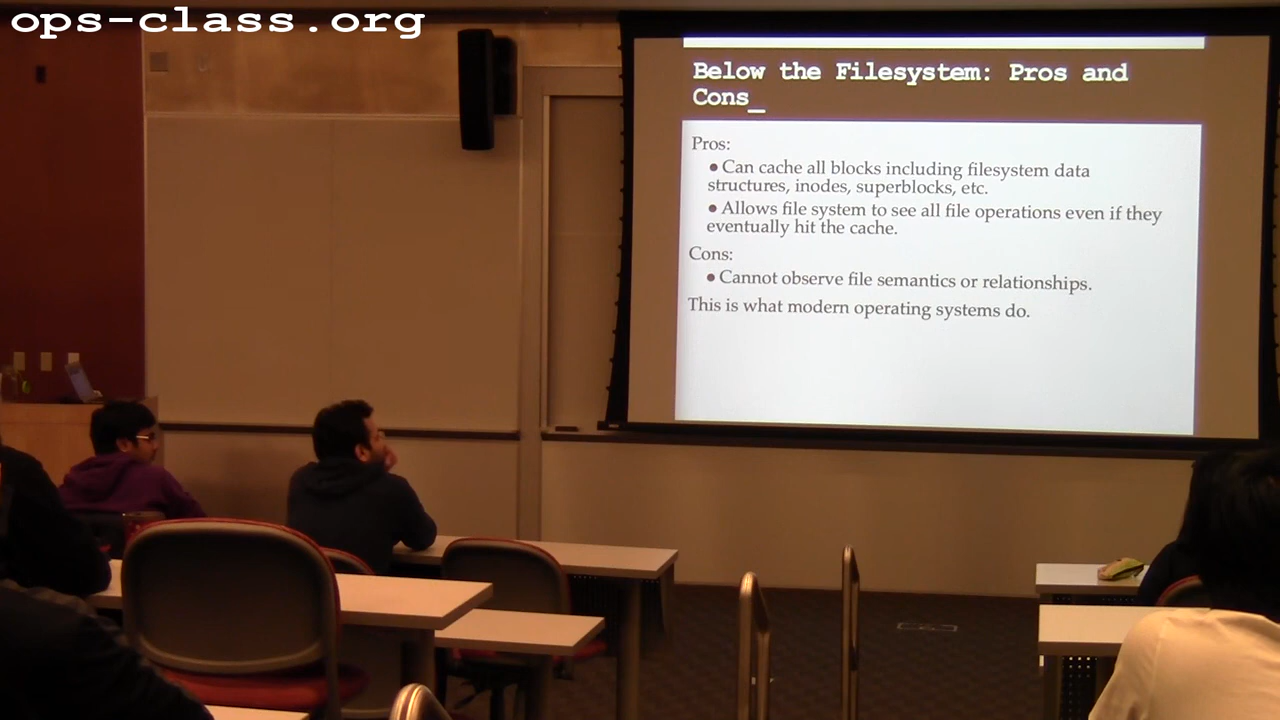 ops-class.org
Below the Filesystem: Pros and
Cons_
Pros:
● Can cache all blocks including filesystem data
structures, inodes, superblocks, etc.
● Allows file system to see all file operations even if they
eventually hit the cache.
Cons:
● Cannot observe file semantics or relationships.
This is what modern operating systems do.